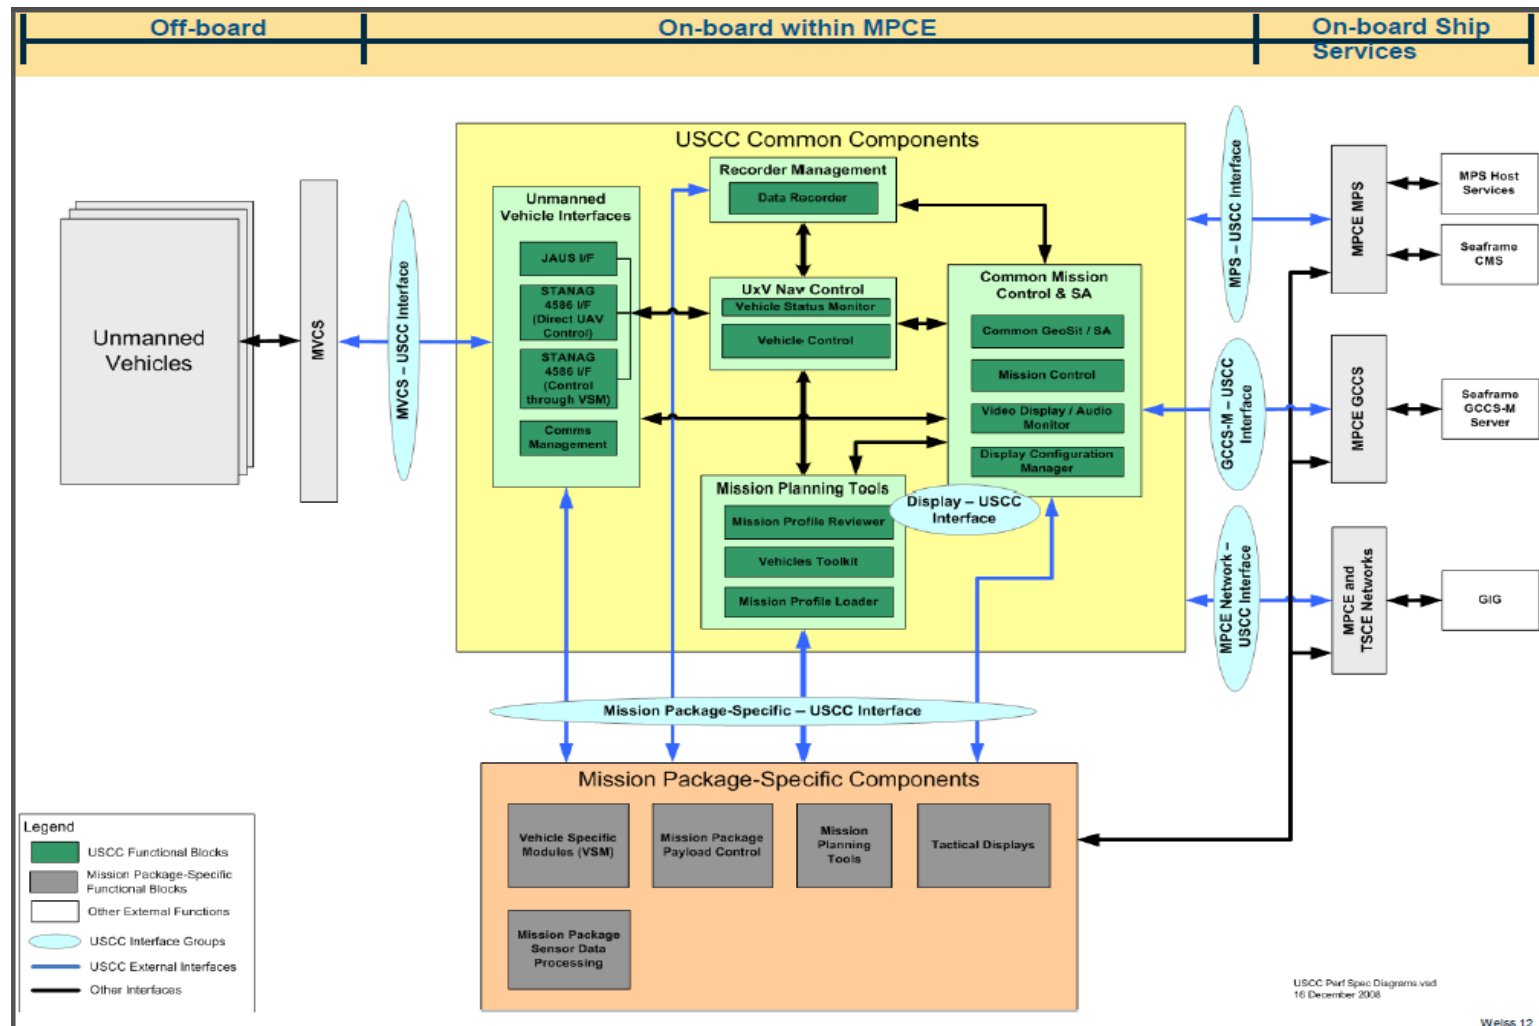 Off-board
On-board within MPCE
On-board Ship
Services
USCC Common Components
Recorder Management
Data Recorder
Unmanned
Vehicle Interfaces
JAUS I/F
STANAG
4586 I/F
(Direct UAV
Control)
STANAG
4586 I/F
(Control
through VSM)
Comms
Management
UxV Nav Control
Vehicle Status Monitor
Vehicle Control
Common Mission
Control & SA
Common GeoSit / SA
Mission Control
Video Display / Audio
Monitor
Display Configuration
Manager
Mission Planning Tools
Mission Profile Reviewer
Vehicles Toolkit
Mission Profile Loader
Display – USCC
Interface
Unmanned
Vehicles
MVCS
MVCS – USCC Interface
MPS – USCC Interface
GCCS-M – USCC
Interface
MPCE Network –
USCC Interface
MPCE MPS
MPCE GCCS
MPCE and
TSCE Networks
MPS Host
Services
Seaframe
CMS
Seaframe
GCCS-M
Server
GIG
Mission Package-Specific – USCC Interface
Mission Package-Specific Components
Vehicle Specific
Modules (VSM)
Mission Package
Payload Control
Mission
Planning
Tools
Tactical Displays
Mission Package
Sensor Data
Processing
Legend
USCC Functional Blocks
Mission Package-Specific
Functional Blocks
Other External Functions
USCC Interface Groups
USCC External Interfaces
Other Interfaces
USCC Perf Spec Diagrams.vsd
16 December 2008
Weiss 12